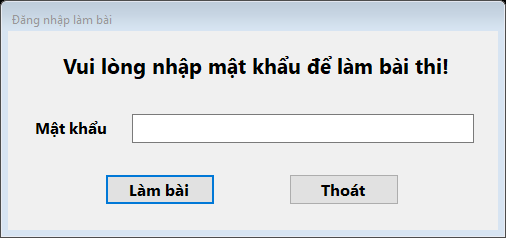 Đăng nhập làm bài
Vui lòng nhập mật khẩu để làm bài thi!
Mật khẩu
Làm bài
Thoát